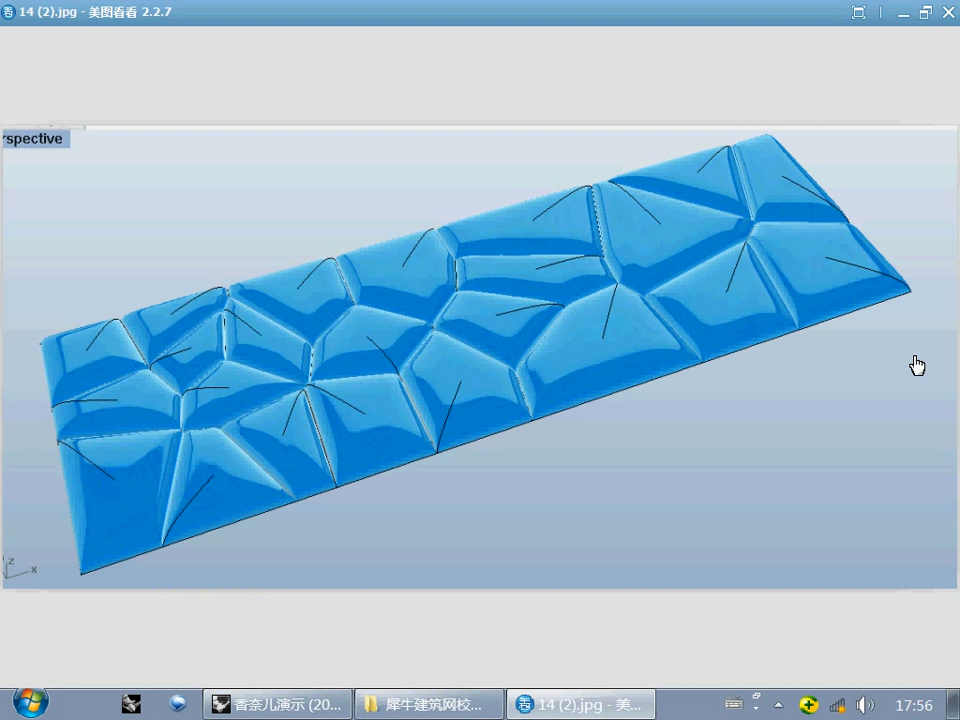 14 (2).jpg - 美图看看 2.2.7
rspective
z
x
香奈儿演示 (20...
犀牛建筑网校...
14 (2).jpg - 美...
17:56